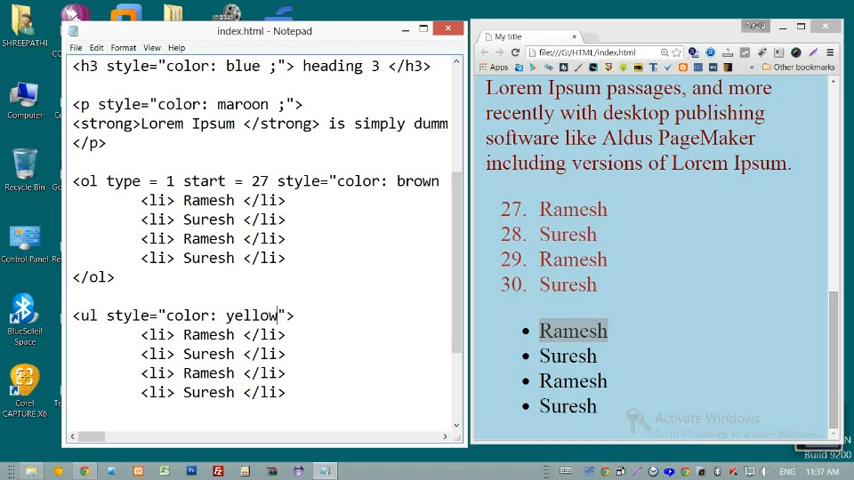 index.html - Notepad
File Edit Format View Help
<h3 style="color: blue ;"> heading 3 </h3>
<p style="color: maroon ;">
<strong>Lorem Ipsum </strong> is simply dumm
</p>
<ol type = 1 start = 27 style="color: brown
<li> Ramesh </li>
<li> Suresh </li>
<li> Ramesh </li>
<li> Suresh </li>
</ol>
<ul style="color: yellow">
<li> Ramesh </li>
<li> Suresh </li>
<li> Ramesh </li>
<li> Suresh </li>
My title
file:///G:/HTML/index.html
Apps
Other bookmarks
Lorem Ipsum passages, and more
recently with desktop publishing
software like Aldus PageMaker
including versions of Lorem Ipsum.
27. Ramesh
28. Suresh
29. Ramesh
30. Suresh
• Ramesh
• Suresh
• Ramesh
• Suresh
Activate Windows
SHREEPATHI
Computer
Recycle Bin
Control Panel
BlueSoleil
Space
Corel
CAPTURE X6
Build 9200
ENG
11:37 AM